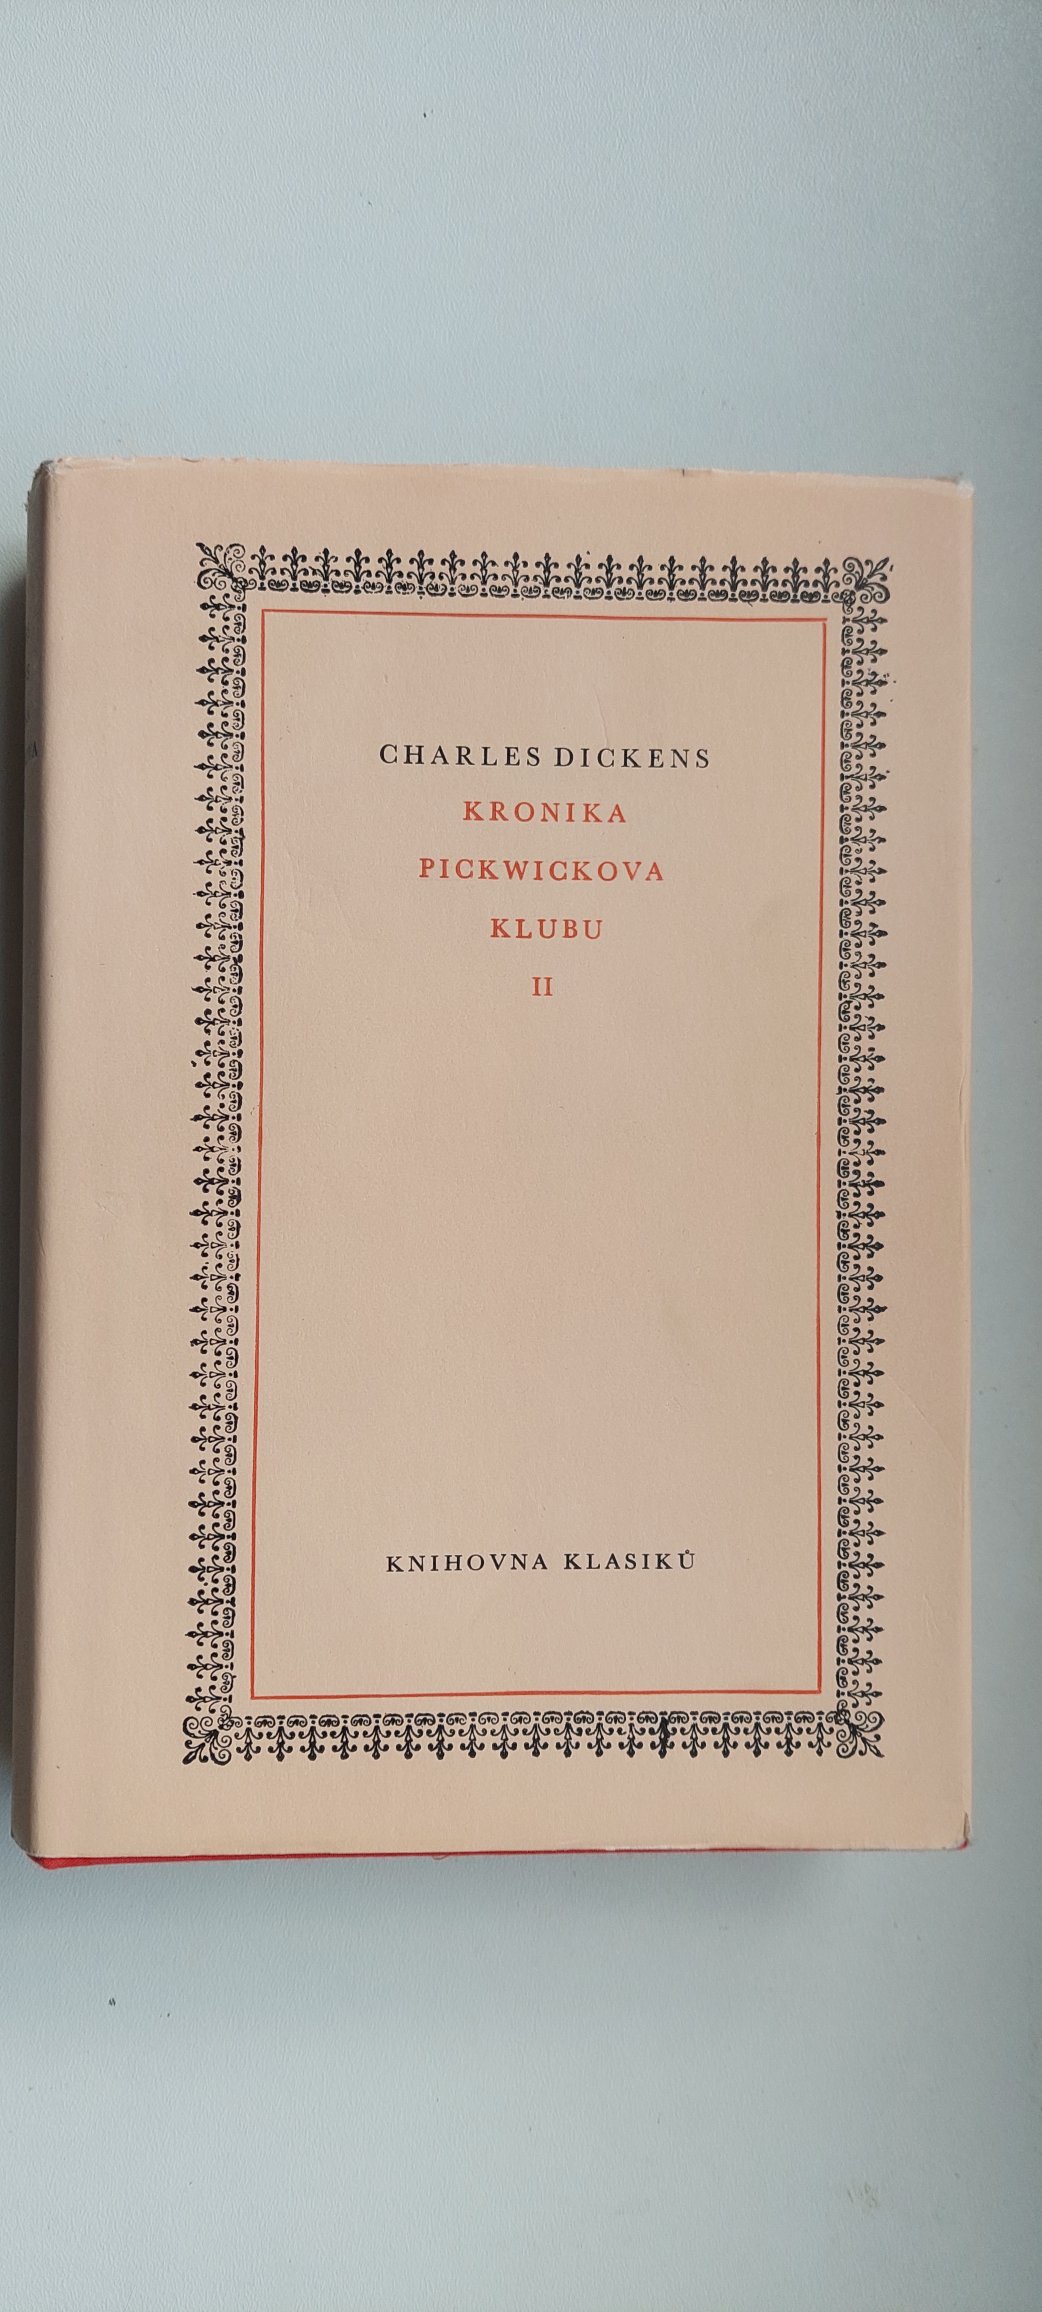 CHARLES DICKENS
KRONIKA
PICKWICKOVA
KLUBU
II
KNIHOVNA KLASIKŮ